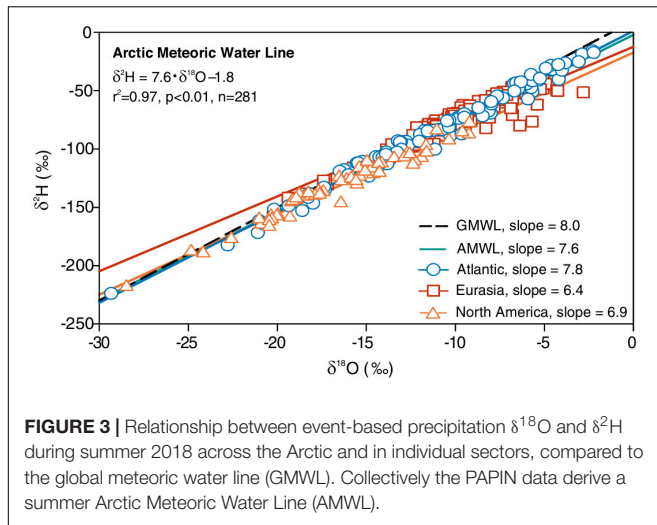 Arctic Meteoric Water Line
δ²H = 7.6•δ¹⁸O–1.8
r²=0.97, p<0.01, n=281
0
-50
-100
-150
-200
-250
δ²H (‰)
GMWL, slope = 8.0
AMWL, slope = 7.6
Atlantic, slope = 7.8
Eurasia, slope = 6.4
North America, slope = 6.9
-30 -25 -20 -15 -10 -5 0
δ¹⁸O (‰)
FIGURE 3 | Relationship between event-based precipitation δ¹⁸O and δ²H
during summer 2018 across the Arctic and in individual sectors, compared to
the global meteoric water line (GMWL). Collectively the PAPIN data derive a
summer Arctic Meteoric Water Line (AMWL).